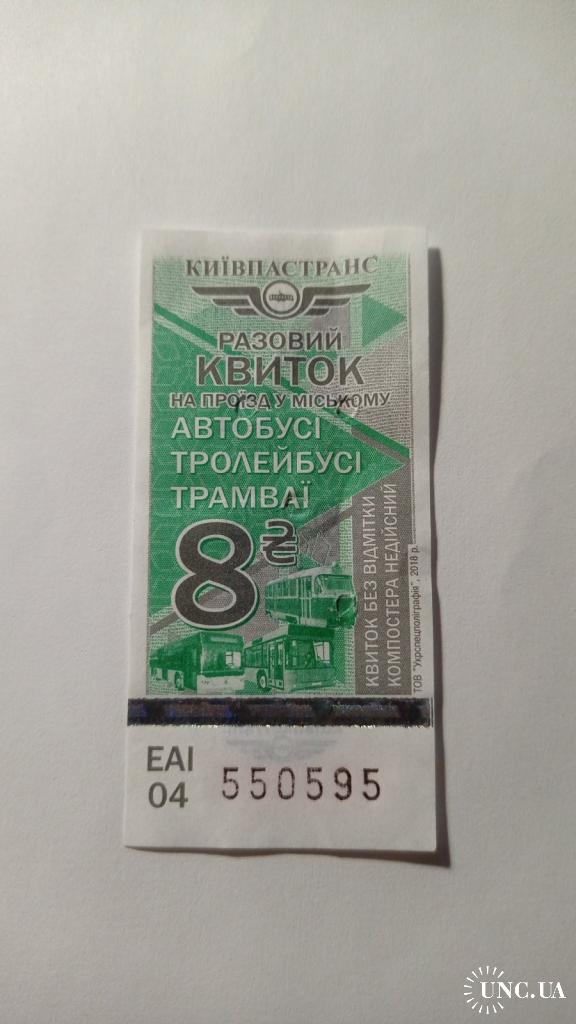 КИЇВПАСТРАНС
РАЗОВИЙ
КВИТОК
НА ПРОЇЗД У МІСЬКОМУ
АВТОБУСІ
ТРОЛЕЙБУСІ
ТРАМВАЇ
8₴
КВИТОК БЕЗ ВІДМІТКИ
КОМПОСТЕРА НЕДІЙСНИЙ
ТОВ "Укрспецполіграфія", 2018 р.
ЕАІ
04
550595
UNC.UA